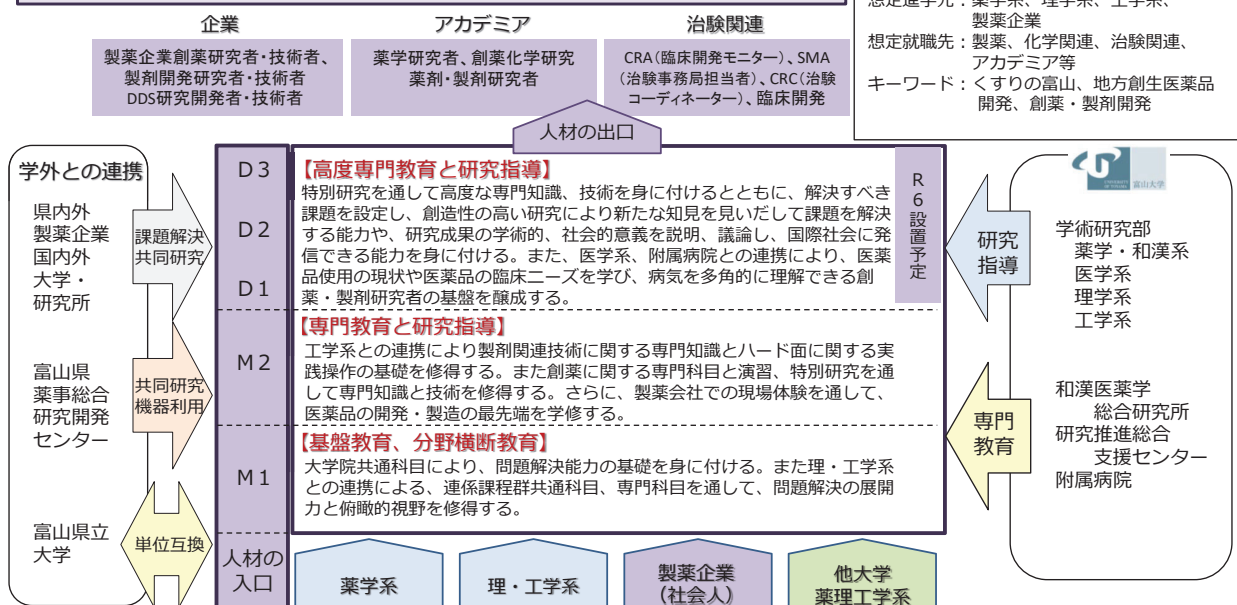 想定進学先：薬学系、理学系、工学系、
製薬企業
想定就職先：製薬、化学関連、治験関連、
アカデミア等
キーワード：くすりの富山、地方創生医薬品
開発、創薬・製剤開発
企業
製薬企業創薬研究者・技術者、
製剤開発研究者・技術者
DDS研究開発者・技術者
アカデミア
薬学研究者、創薬化学研究
薬剤・製剤研究者
治験関連
CRA（臨床開発モニター）、SMA
（治験事務局担当者）、CRC（治験
コーディネーター）、臨床開発
人材の出口
学外との連携
県内外
製薬企業
国内外
大学・
研究所
課題解決
共同研究
富山県
薬事総合
研究開発
センター
共同研究
機器利用
富山県立
大学
単位互換
D３
D２
D１
M２
M１
人材の
入口
【高度専門教育と研究指導】
特別研究を通して高度な専門知識、技術を身に付けるとともに、解決すべき
課題を設定し、創造性の高い研究により新たな知見を見いだして課題を解決
する能力や、研究成果の学術的、社会的意義を説明、議論し、国際社会に発
信できる能力を身に付ける。また、医学系、附属病院との連携により、医薬
品使用の現状や医薬品の臨床ニーズを学び、病気を多角的に理解できる創
薬・製剤研究者の基盤を醸成する。
R６設置予定
【専門教育と研究指導】
工学系との連携により製剤関連技術に関する専門知識とハード面に関する実
践操作の基礎を修得する。また創薬に関する専門科目と演習、特別研究を通
して専門知識と技術を修得する。さらに、製薬会社での現場体験を通して、
医薬品の開発・製造の最先端を学修する。
【基盤教育、分野横断教育】
大学院共通科目により、問題解決能力の基礎を身に付ける。また理・工学系
との連携による、連係課程群共通科目、専門科目を通して、問題解決の展開
力と俯瞰的視野を修得する。
薬学系
理・工学系
製薬企業
（社会人）
他大学
薬理工学系
研究
指導
専門
教育
富山大学
学術研究部
薬学・和漢系
医学系
理学系
工学系
和漢医薬学
総合研究所
研究推進総合
支援センター
附属病院